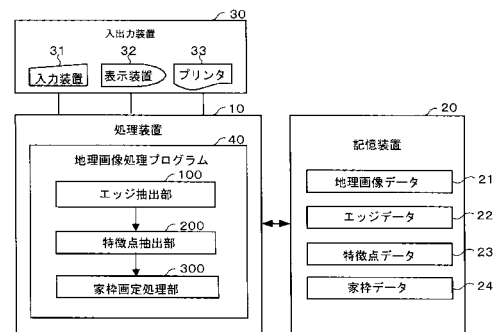 30
入出力装置
31
32
33
入力装置
表示装置
プリンタ
10
処理装置
40
地理画像処理プログラム
100
エッジ抽出部
200
特徴点抽出部
300
家枠画定処理部
20
記憶装置
地理画像データ
21
エッジデータ
22
特徴点データ
23
家枠データ
24